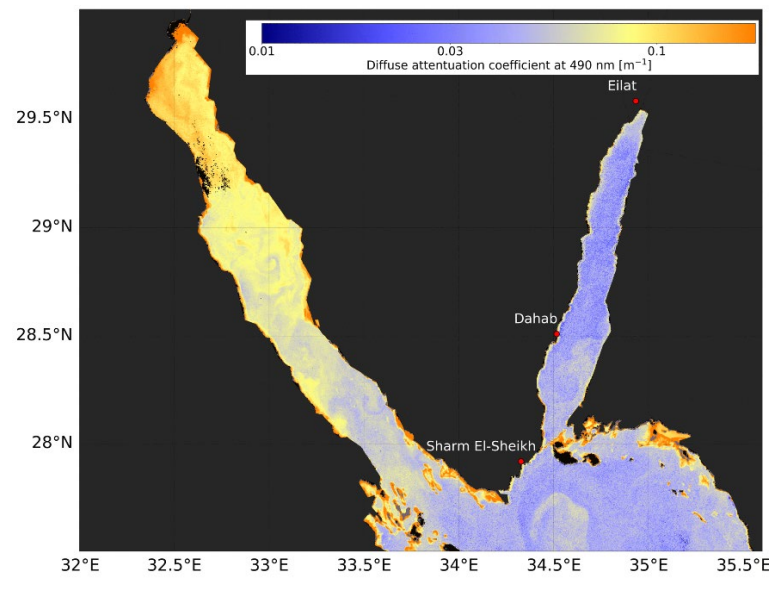 0.01 0.03 0.1
Diffuse attentuation coefficient at 490 nm [m⁻¹]
Eilat
29.5°N
29°N
Dahab
28.5°N
Sharm El-Sheikh
28°N
32°E 32.5°E 33°E 33.5°E 34°E 34.5°E 35°E 35.5°E